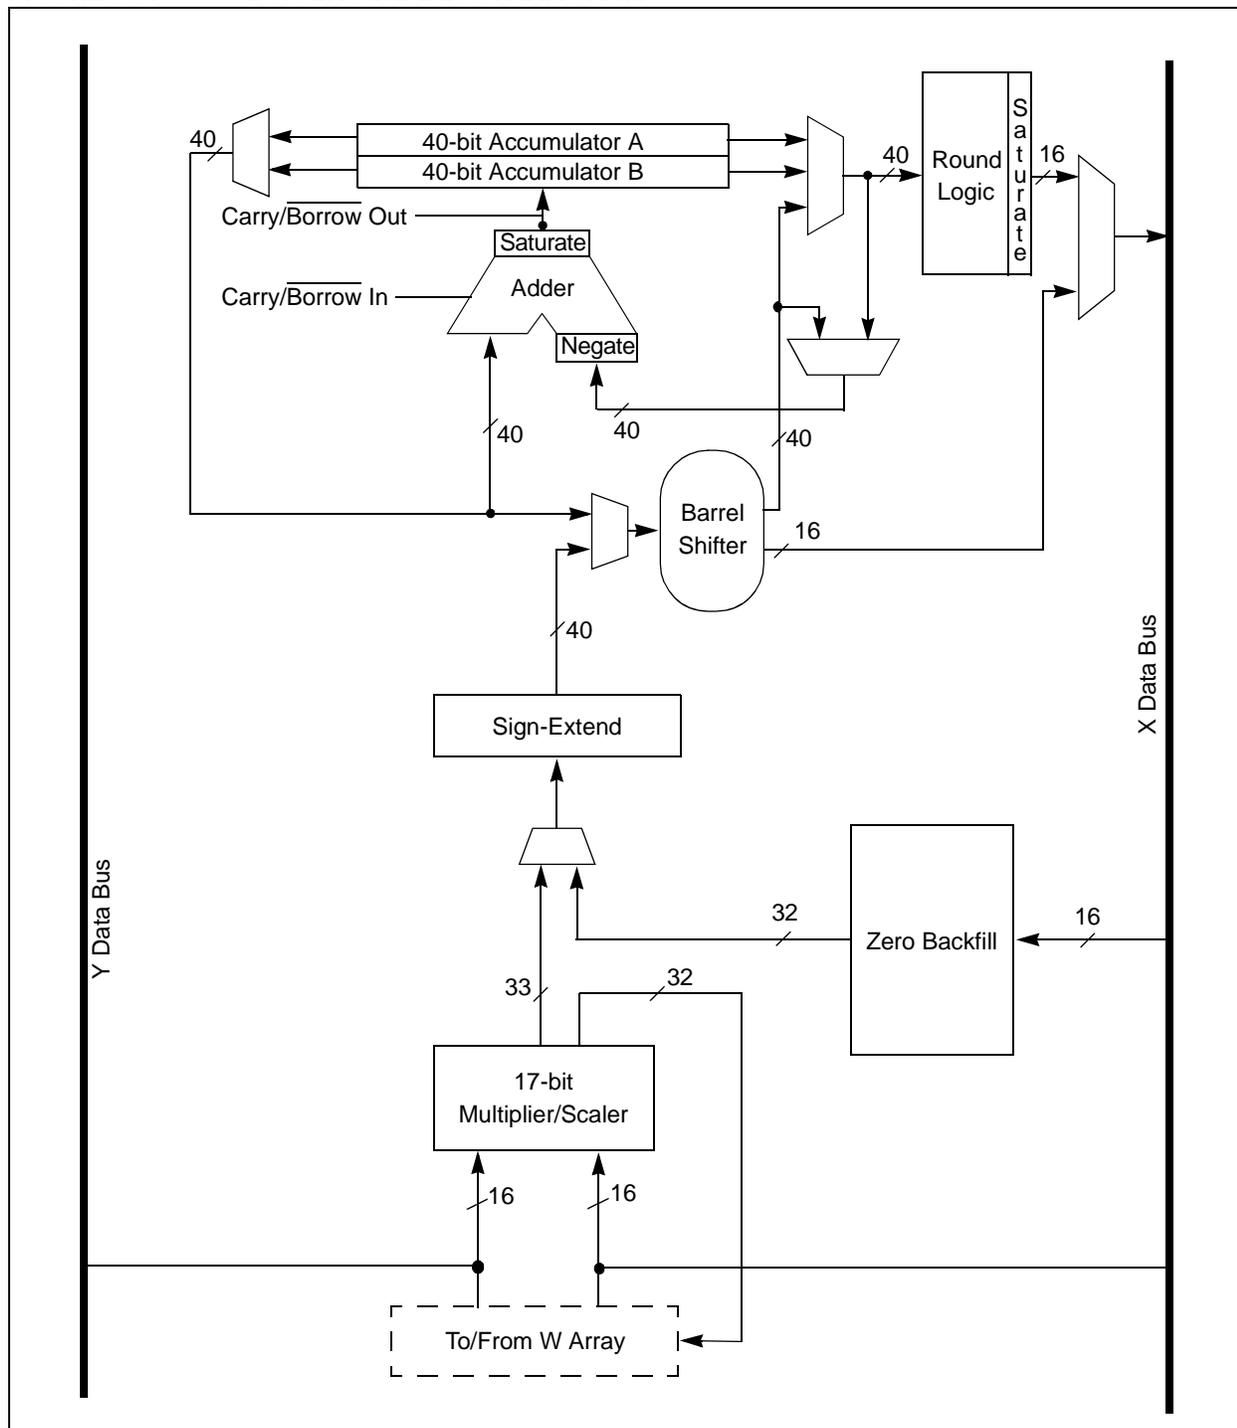 40
40-bit Accumulator A
40-bit Accumulator B
40
Round
Logic
Saturate
16
Carry/Borrow Out
Saturate
Carry/Borrow In
Adder
Negate
40
40
40
Barrel
Shifter
16
40
Sign-Extend
X Data Bus
Y Data Bus
32
Zero Backfill
16
33
32
17-bit
Multiplier/Scaler
16
16
To/From W Array